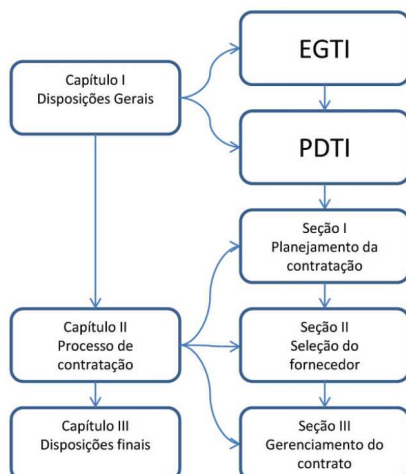 EGTI
Capítulo I
Disposições Gerais
PDTI
Seção I
Planejamento da
contratação
Capítulo II
Processo de
contratação
Seção II
Seleção do
fornecedor
Capítulo III
Disposições finais
Seção III
Gerenciamento do
contrato